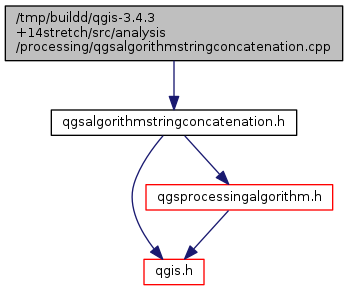 /tmp/buildd/qgis-3.4.3
+14stretch/src/analysis
/processing/qgsalgorithmstringconcatenation.cpp
qgsalgorithmstringconcatenation.h
qgsprocessingalgorithm.h
qgis.h